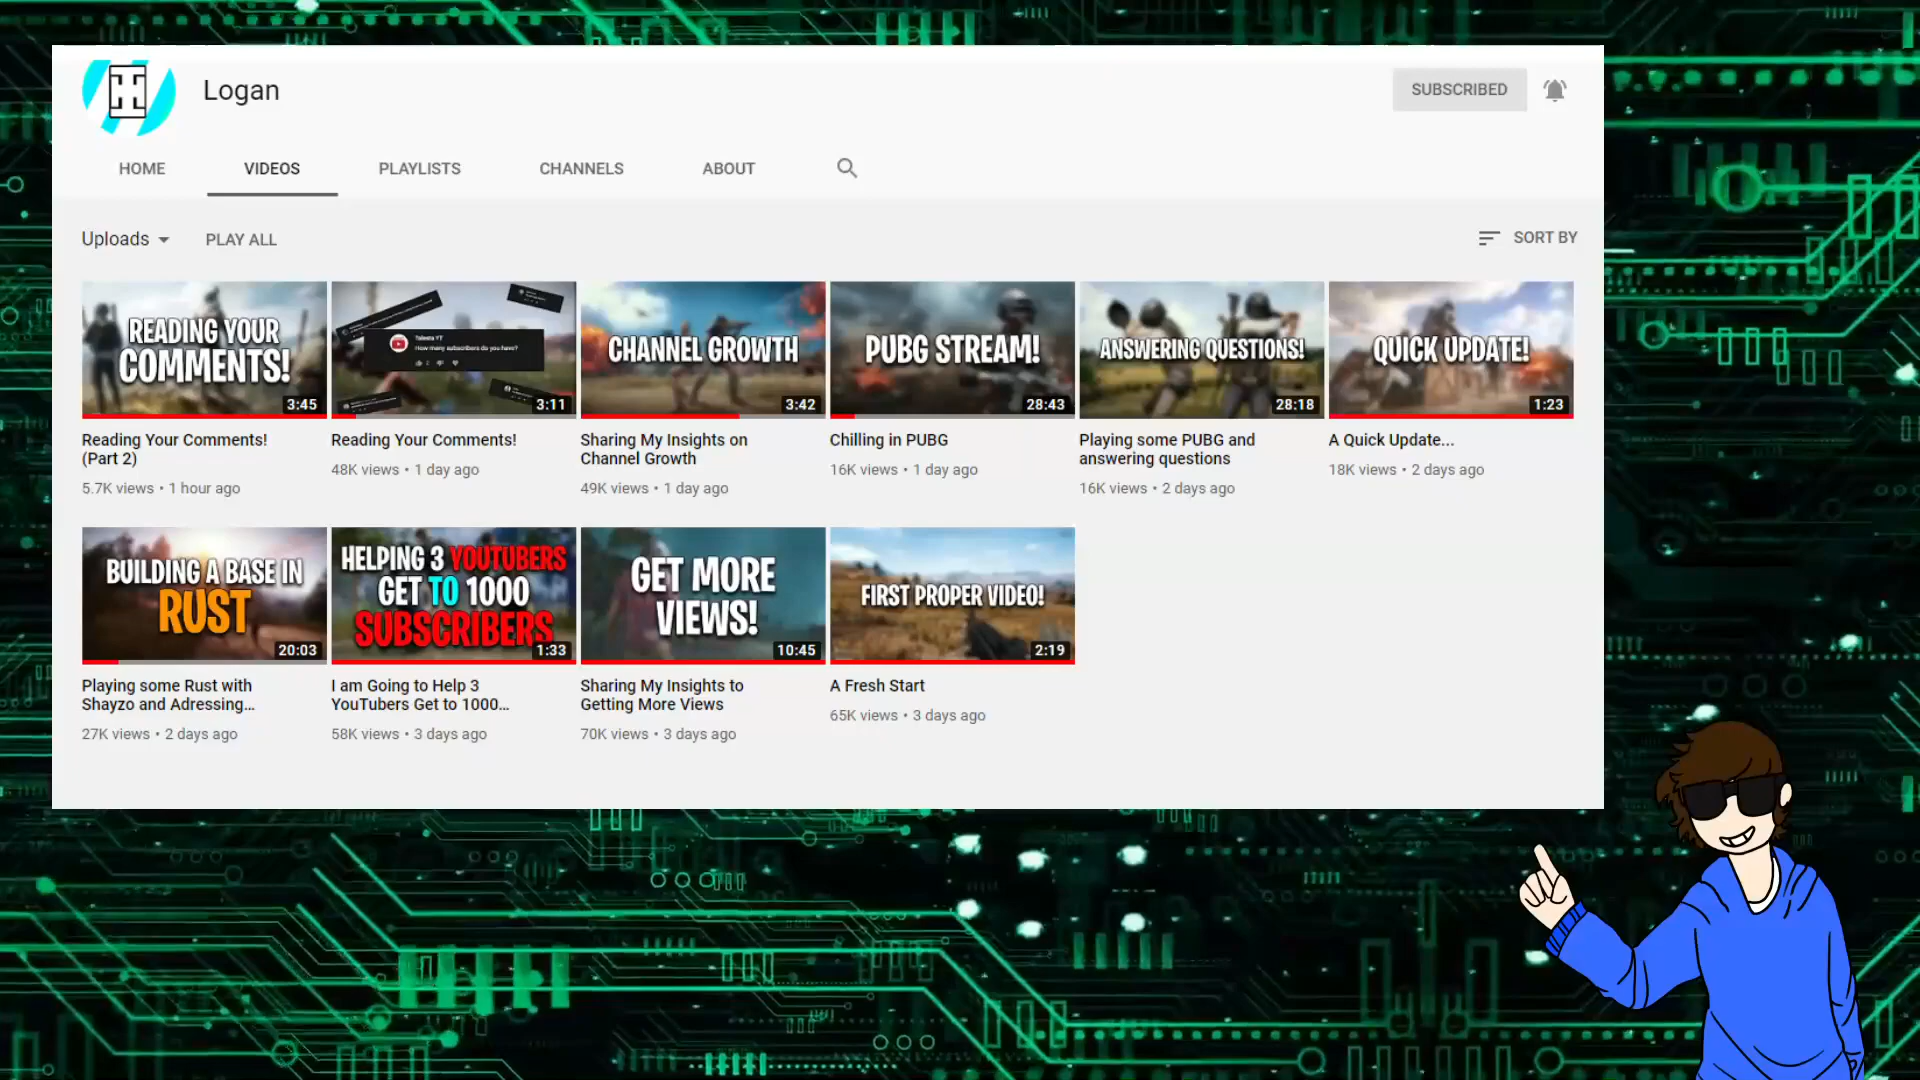 Logan
SUBSCRIBED
HOME
VIDEOS
PLAYLISTS
CHANNELS
ABOUT
Uploads
PLAY ALL
SORT BY
READING YOUR
COMMENTS!
3:45
Reading Your Comments!
(Part 2)
5.7K views • 1 hour ago
How many subscribers do you have?
3:11
Reading Your Comments!
48K views • 1 day ago
CHANNEL GROWTH
3:42
Sharing My Insights on
Channel Growth
49K views • 1 day ago
PUBG STREAM!
28:43
Chilling in PUBG
16K views • 1 day ago
ANSWERING QUESTIONS!
28:18
Playing some PUBG and
answering questions
16K views • 2 days ago
QUICK UPDATE!
1:23
A Quick Update...
18K views • 2 days ago
BUILDING A BASE IN
RUST
20:03
Playing some Rust with
Shayzo and Adressing...
27K views • 2 days ago
HELPING 3 YOUTUBERS
GET TO 1000
SUBSCRIBERS
1:33
I am Going to Help 3
YouTubers Get to 1000...
58K views • 3 days ago
GET MORE
VIEWS!
10:45
Sharing My Insights to
Getting More Views
70K views • 3 days ago
FIRST PROPER VIDEO!
2:19
A Fresh Start
65K views • 3 days ago